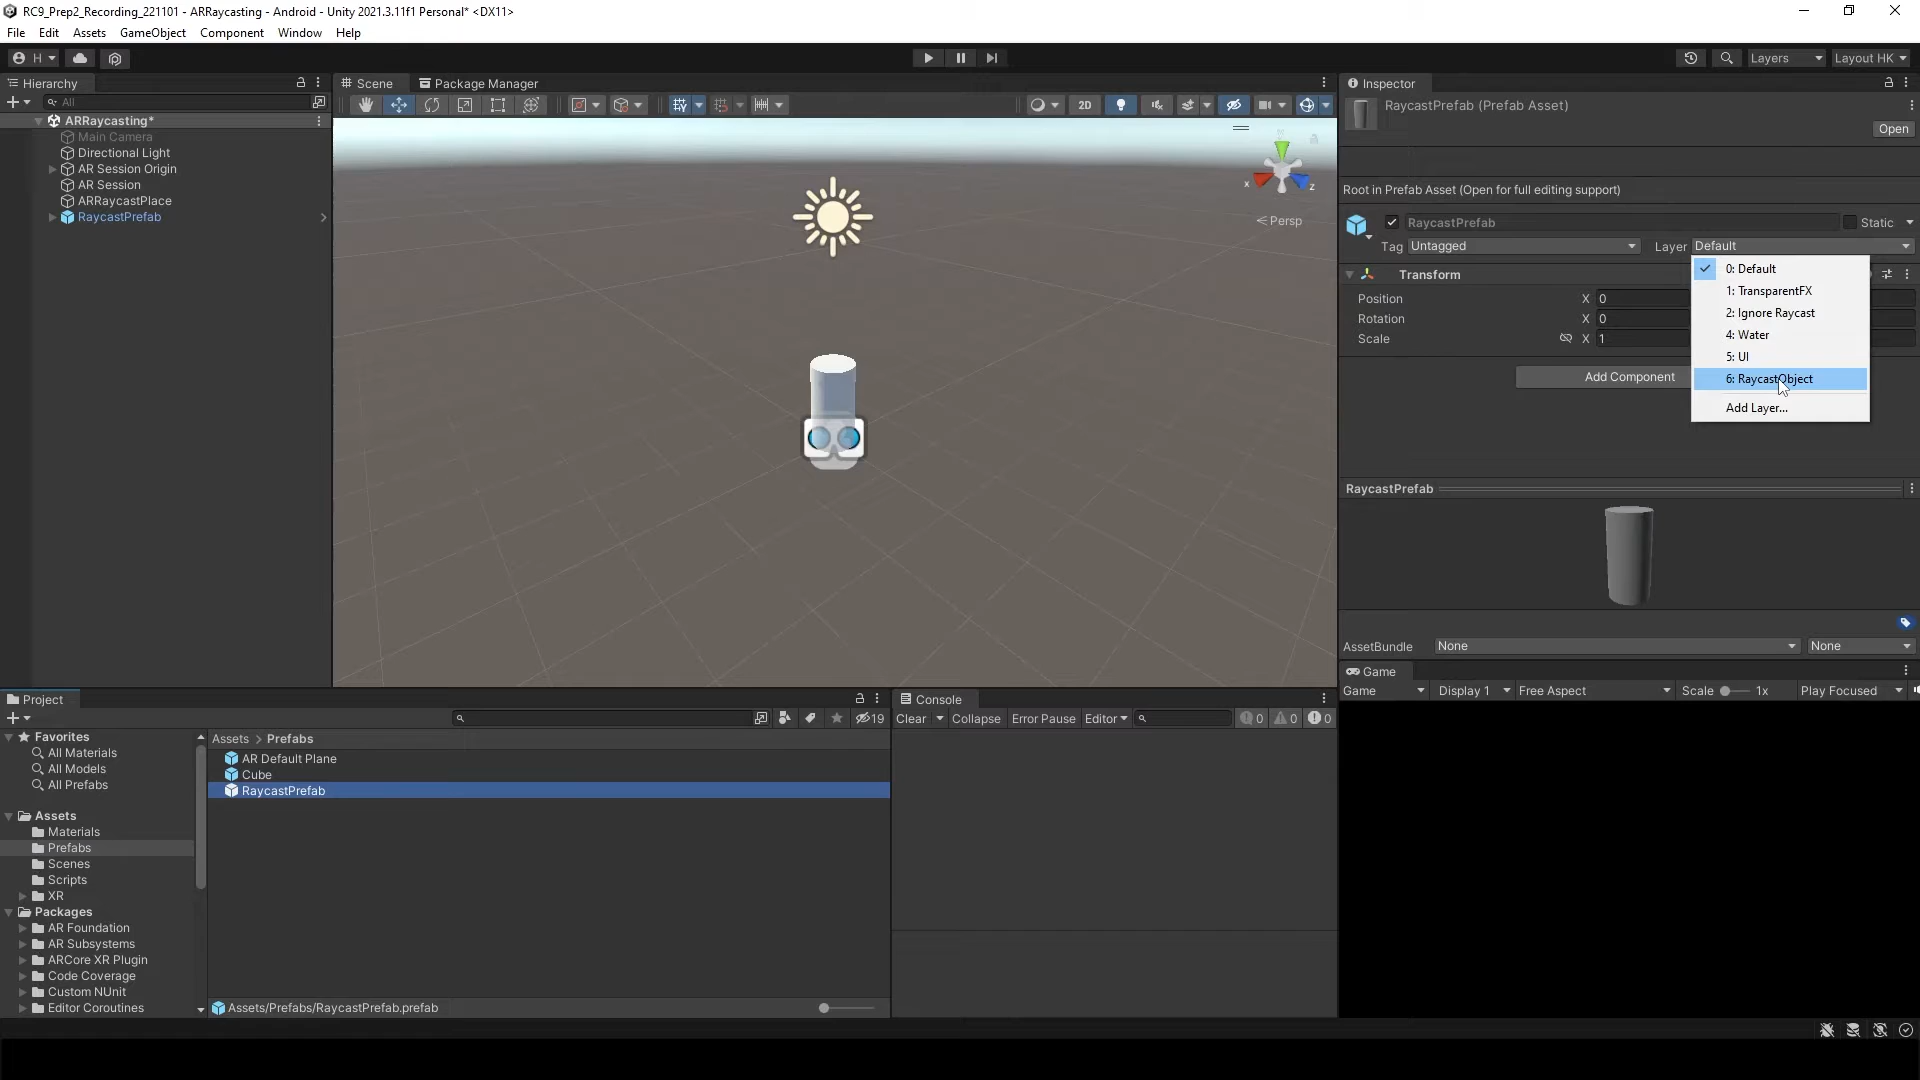 RC9_Prep2_Recording_221101 - ARRaycasting - Android - Unity 2021.3.11f1 Personal* <DX11>
File Edit Assets GameObject Component Window Help
H
Layers
Layout HK
Hierarchy
All
ARRaycasting*
Main Camera
Directional Light
AR Session Origin
AR Session
ARRaycastPlace
RaycastPrefab
Scene
Package Manager
2D
y
x
z
Persp
Inspector
RaycastPrefab (Prefab Asset)
Open
Root in Prefab Asset (Open for full editing support)
RaycastPrefab
Static
Tag Untagged
Layer Default
Transform
Position X 0
Rotation X 0
Scale X 1
Add Component
0: Default
1: TransparentFX
2: Ignore Raycast
4: Water
5: UI
6: RaycastObject
Add Layer...
RaycastPrefab
AssetBundle None None
Game
Game Display 1 Free Aspect Scale 1x Play Focused
Project
19
Favorites
All Materials
All Models
All Prefabs
Assets
Materials
Prefabs
Scenes
Scripts
XR
Packages
AR Foundation
AR Subsystems
ARCore XR Plugin
Code Coverage
Custom NUnit
Editor Coroutines
Assets > Prefabs
AR Default Plane
Cube
RaycastPrefab
Assets/Prefabs/RaycastPrefab.prefab
Console
Clear Collapse Error Pause Editor
0 0 0